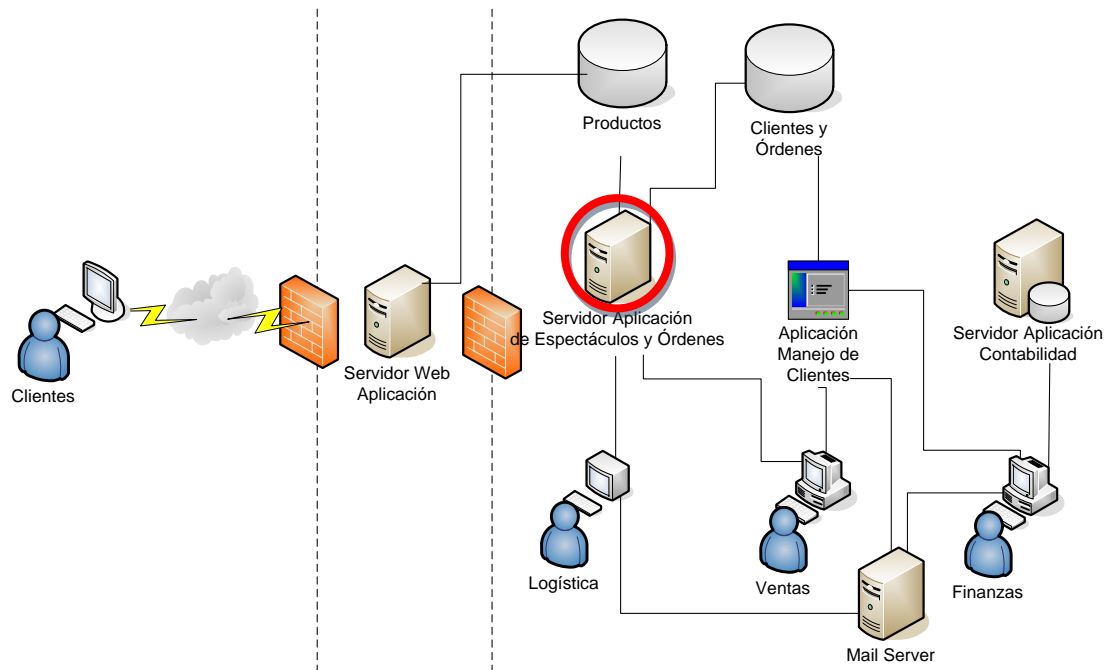 Productos
Clientes y
Órdenes
Servidor Aplicación
de Espectáculos y Órdenes
Aplicación
Manejo de
Clientes
Servidor Aplicación
Contabilidad
Servidor Web
Aplicación
Clientes
Logística
Ventas
Finanzas
Mail Server